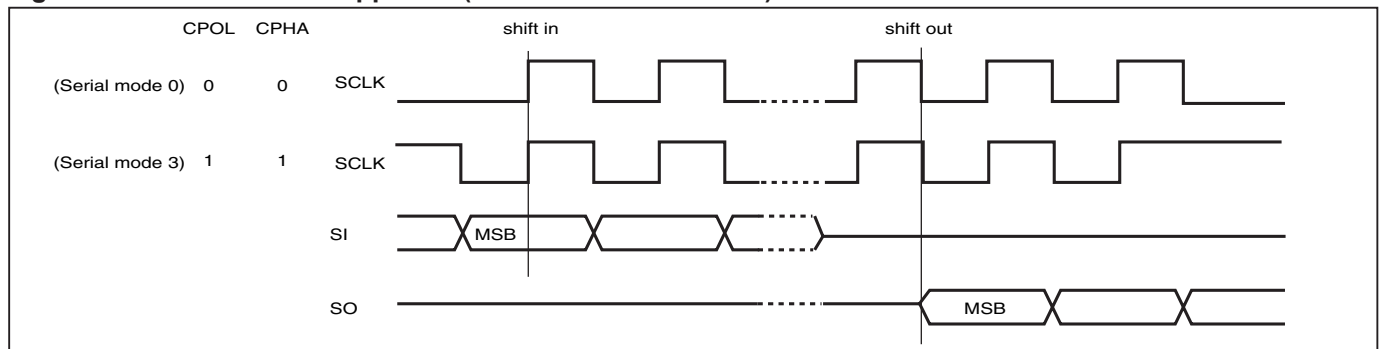 CPOL CPHA shift in shift out
(Serial mode 0) 0 0 SCLK
(Serial mode 3) 1 1 SCLK
SI MSB
SO MSB